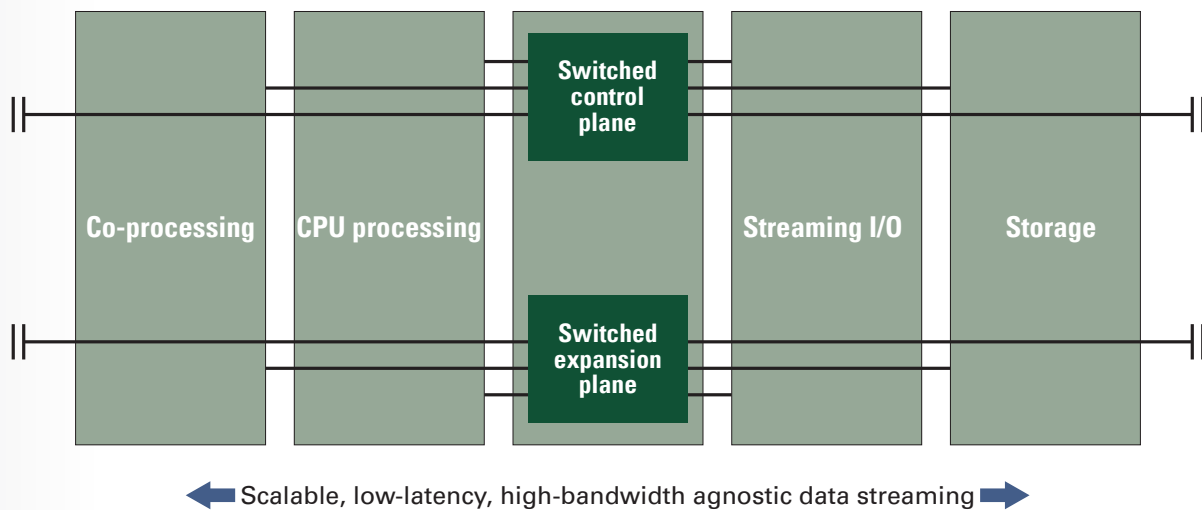 Switched
control
plane
Co-processing
CPU processing
Streaming I/O
Storage
Switched
expansion
plane
Scalable, low-latency, high-bandwidth agnostic data streaming